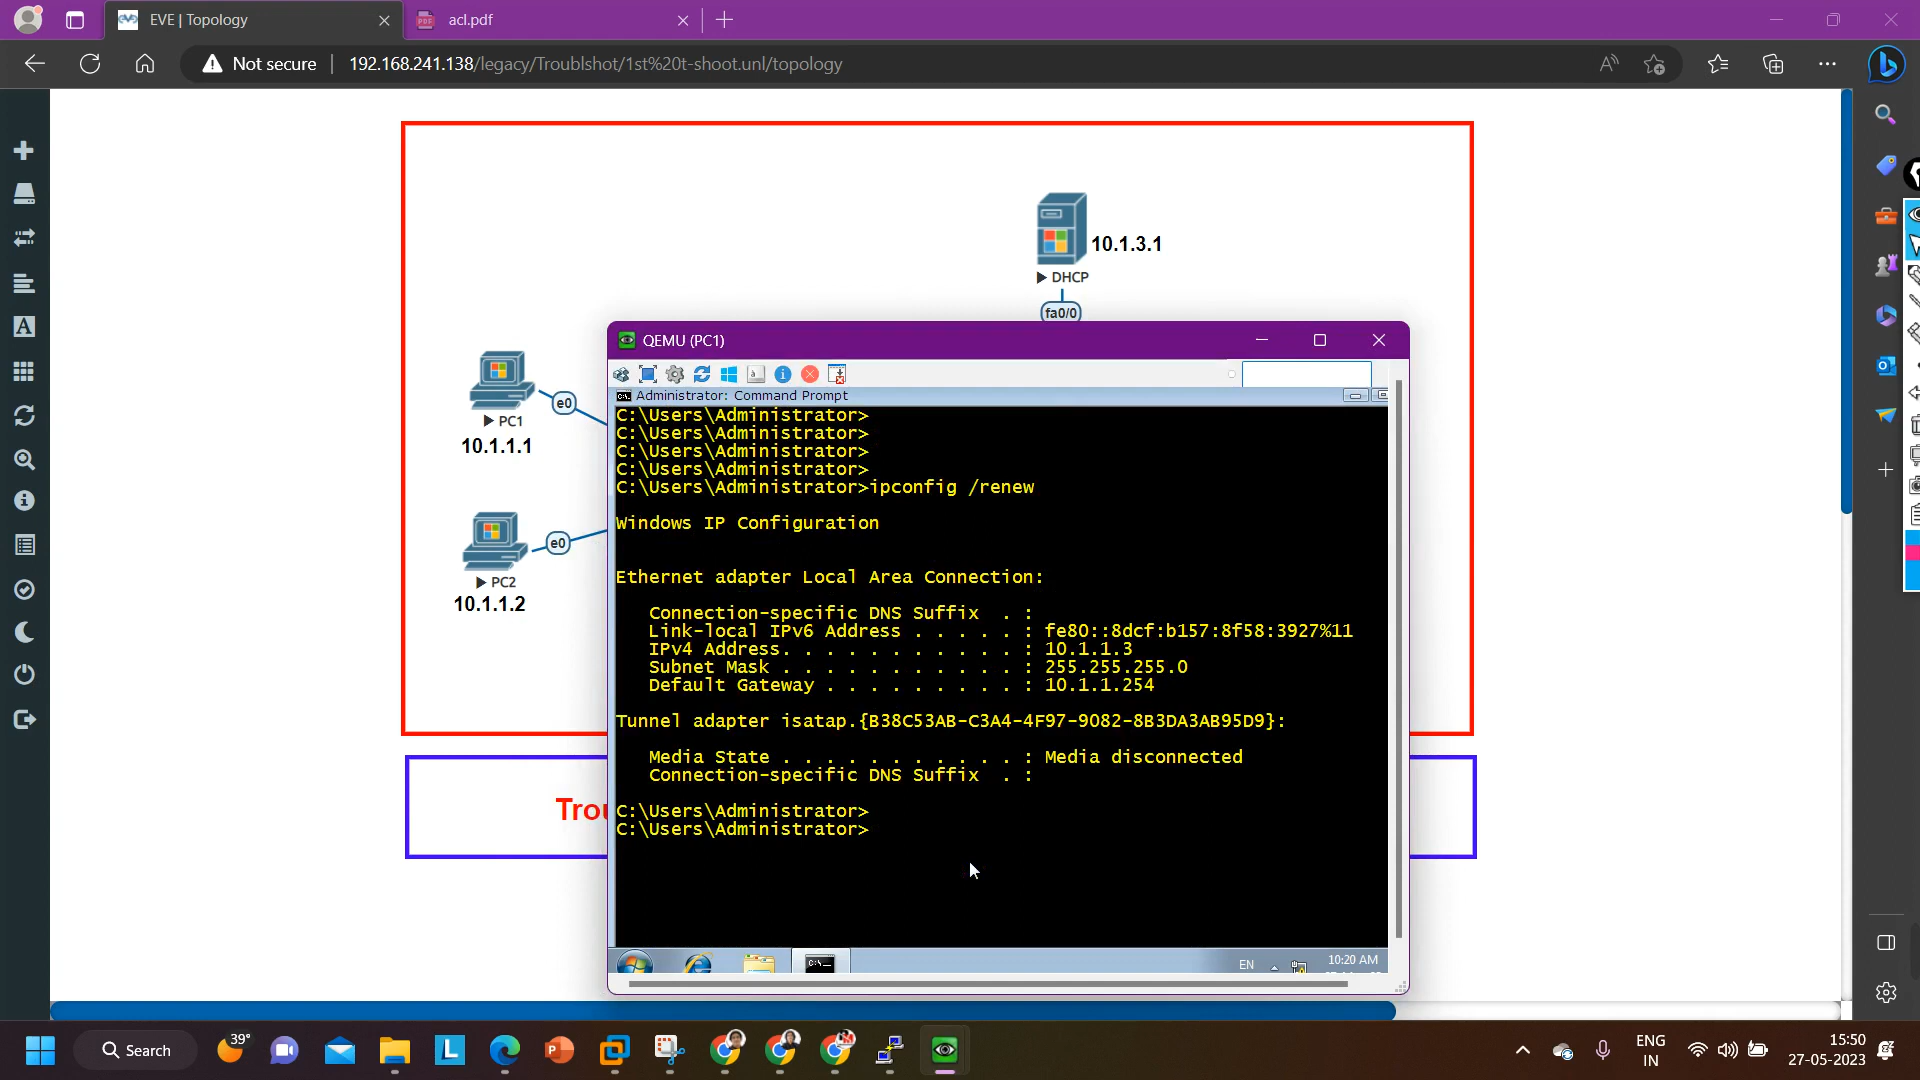 EVE | Topology
acl.pdf
Not secure
192.168.241.138/legacy/Troublshot/1st%20t-shoot.unl/topology
10.1.3.1
DHCP
fa0/0
QEMU (PC1)
Administrator: Command Prompt
C:\Users\Administrator>
C:\Users\Administrator>
C:\Users\Administrator>
C:\Users\Administrator>
C:\Users\Administrator>ipconfig /renew
Windows IP Configuration
Ethernet adapter Local Area Connection:
Connection-specific DNS Suffix . :
Link-local IPv6 Address . . . . . : fe80::8dcf:b157:8f58:3927%11
IPv4 Address. . . . . . . . . . . : 10.1.1.3
Subnet Mask . . . . . . . . . . . : 255.255.255.0
Default Gateway . . . . . . . . . : 10.1.1.254
Tunnel adapter isatap.{B38C53AB-C3A4-4F97-9082-8B3DA3AB95D9}:
Media State . . . . . . . . . . . : Media disconnected
Connection-specific DNS Suffix . :
C:\Users\Administrator>
C:\Users\Administrator>
EN
10:20 AM
e0
PC1
10.1.1.1
e0
PC2
10.1.1.2
Trou
39°
Search
ENG
IN
15:50
27-05-2023